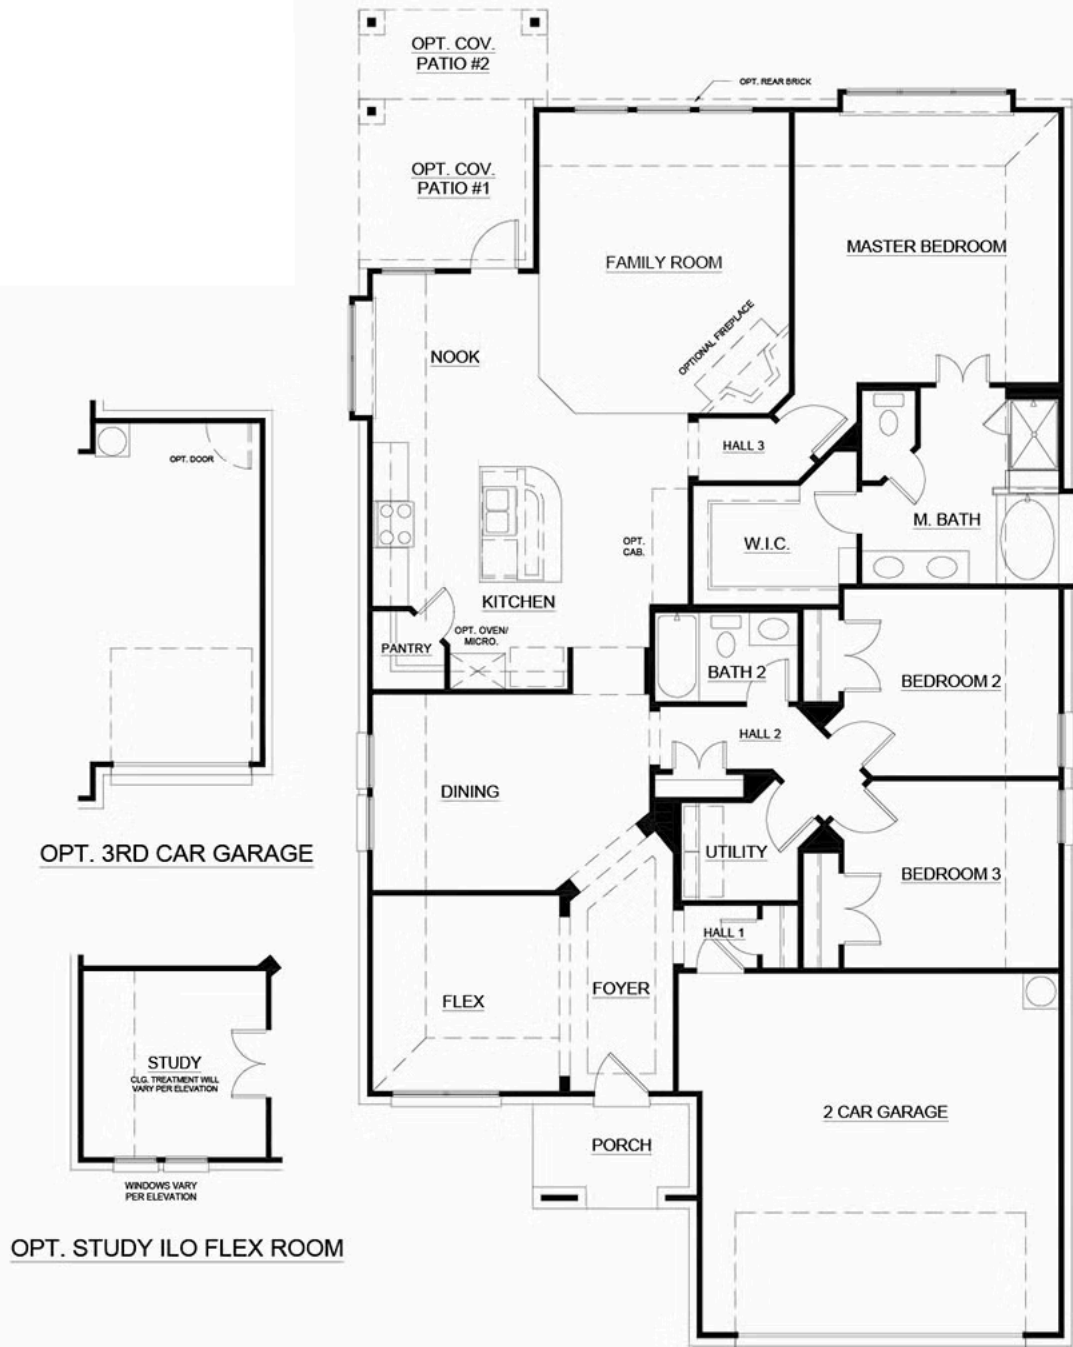 OPT. COV.
PATIO #2
OPT. REAR BRICK
OPT. COV.
PATIO #1
FAMILY ROOM
MASTER BEDROOM
OPTIONAL FIREPLACE
NOOK
HALL 3
OPT. DOOR
M. BATH
W.I.C.
OPT.
CAB.
KITCHEN
OPT. OVEN/
MICRO.
PANTRY
BATH 2
BEDROOM 2
HALL 2
DINING
UTILITY
OPT. 3RD CAR GARAGE
BEDROOM 3
HALL 1
FOYER
FLEX
STUDY
CLG. TREATMENT WILL
VARY PER ELEVATION
2 CAR GARAGE
PORCH
WINDOWS VARY
PER ELEVATION
OPT. STUDY ILO FLEX ROOM